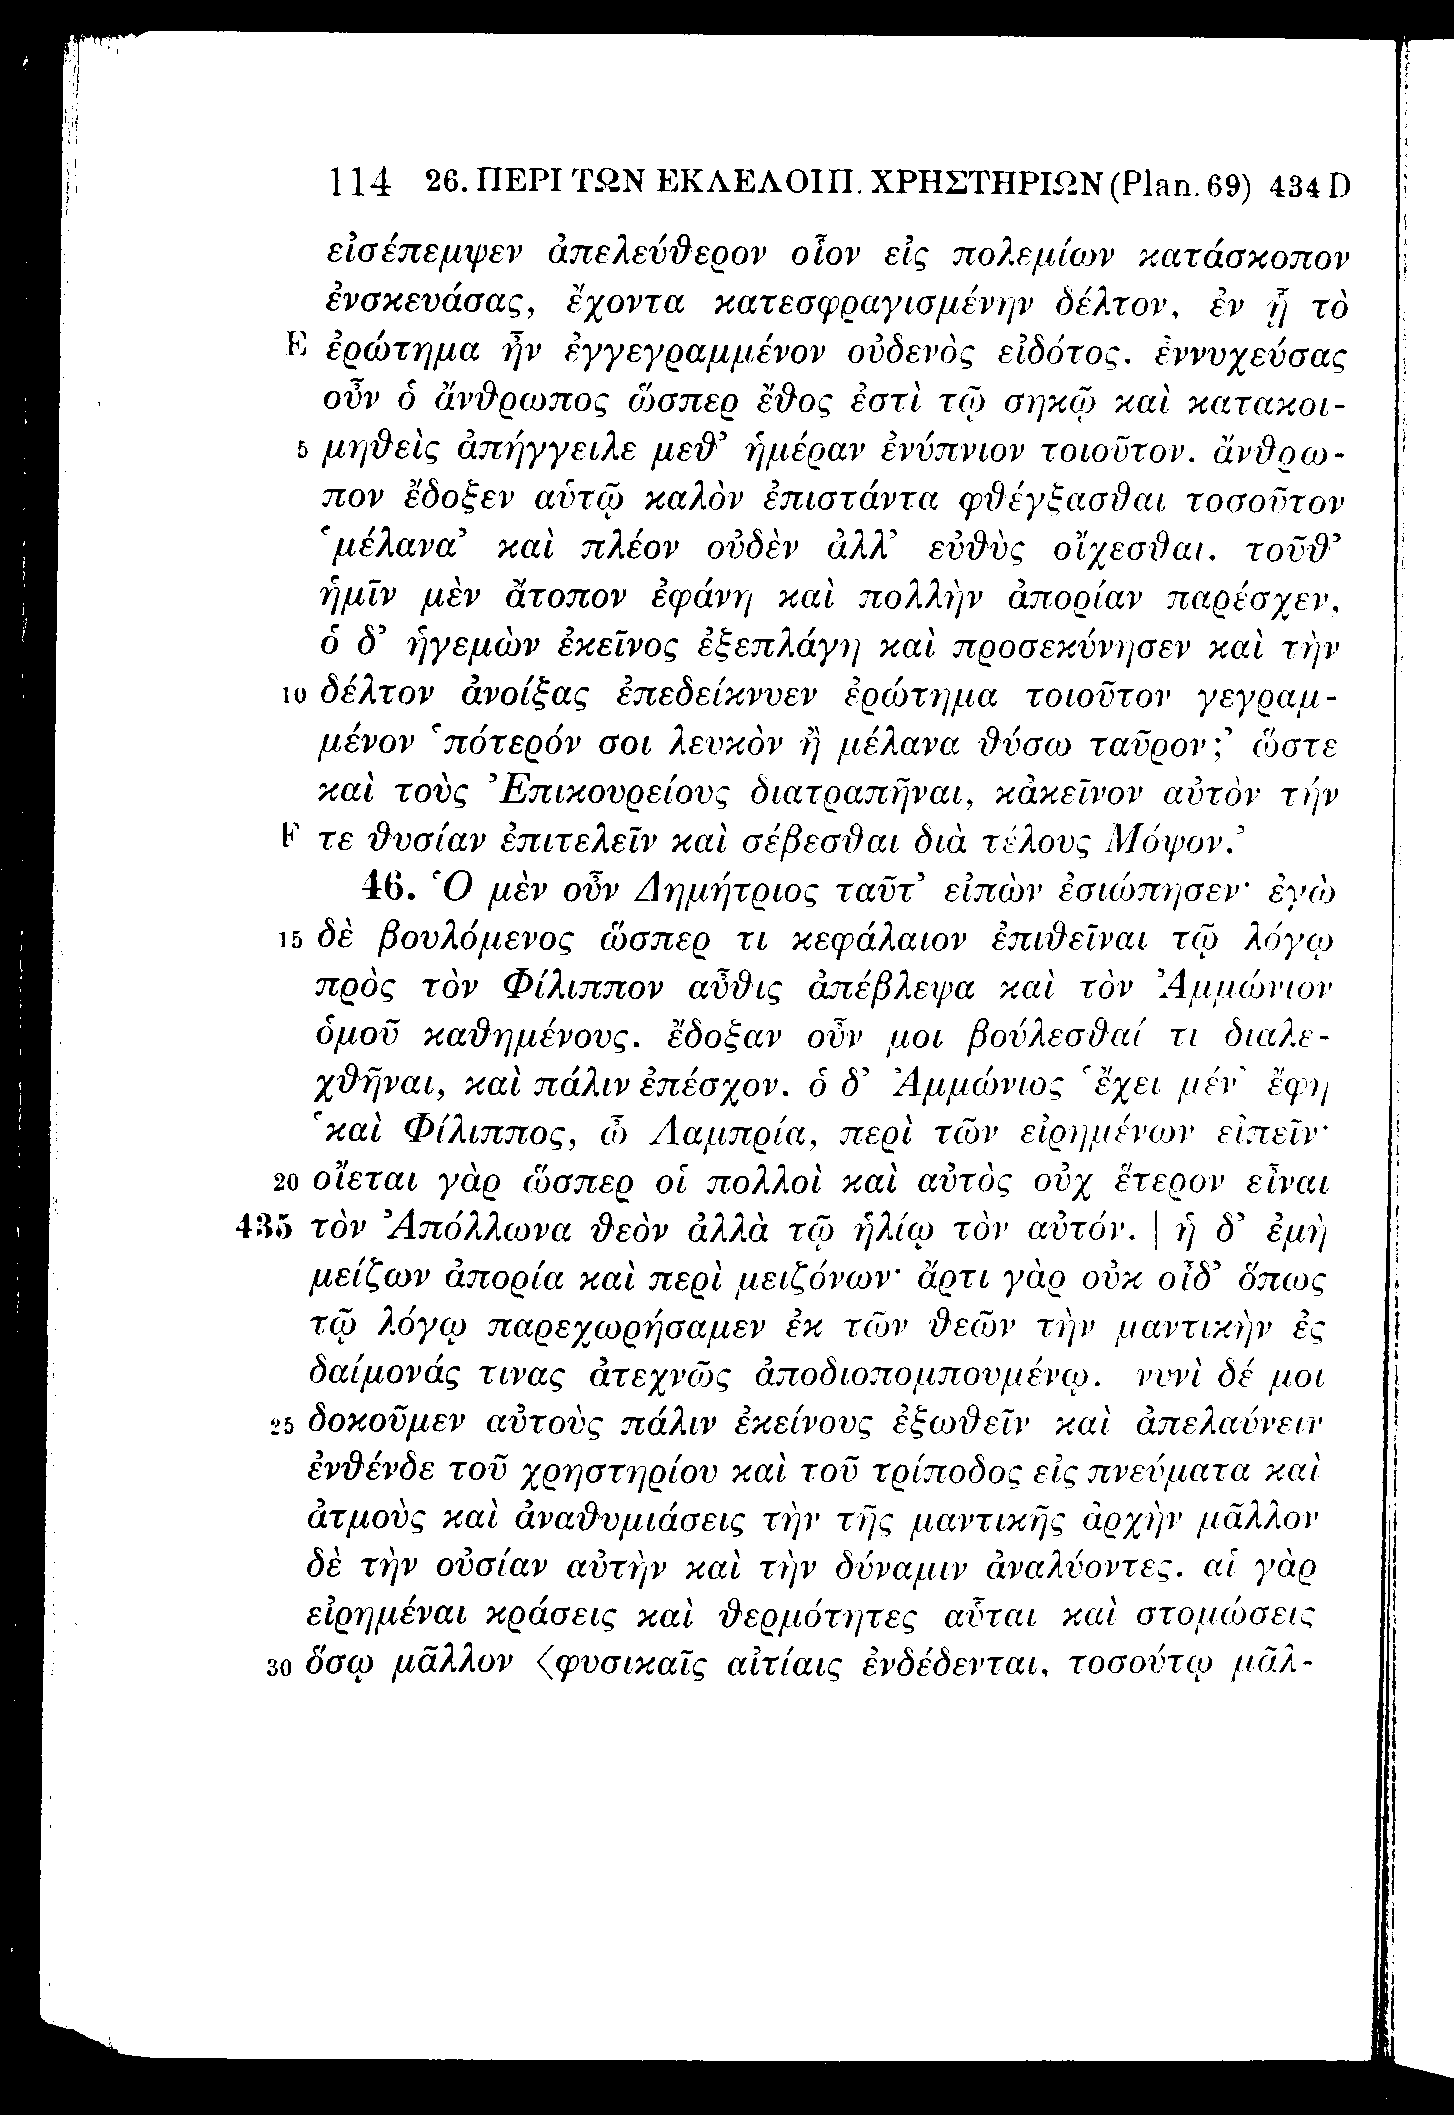 114 26. ΠΕΡΙ ΤΩΝ ΕΚΛΕΛΟΙΠ. ΧΡΗΣΤΗΡΙΩΝ (Plan. 69) 434 D
εἰσέπεμψεν ἀπελεύθερον οἷον εἰς πολεμίων κατάσκοπον
ἐνσκευάσας, ἔχοντα κατεσφραγισμένην δέλτον, ἐν ᾗ τὸ
E ἐρώτημα ἦν ἐγγεγραμμένον οὐδενὸς εἰδότος. ἐννυχεύσας
οὖν ὁ ἄνθρωπος ὥσπερ ἔθος ἐστὶ τῷ σηκῷ καὶ κατακοι-
5 μηθεὶς ἀπήγγειλε μεθ’ ἡμέραν ἐνύπνιον τοιοῦτον. ἄνθρω-
πον ἔδοξεν αὑτῷ καλὸν ἐπιστάντα φθέγξασθαι τοσοῦτον
‘μέλανα’ καὶ πλέον οὐδὲν ἀλλ’ εὐθὺς οἴχεσθαι. τοῦθ’
ἡμῖν μὲν ἄτοπον ἐφάνη καὶ πολλὴν ἀπορίαν παρέσχεν,
ὁ δ’ ἡγεμὼν ἐκεῖνος ἐξεπλάγη καὶ προσεκύνησεν καὶ τὴν
10 δέλτον ἀνοίξας ἐπεδείκνυεν ἐρώτημα τοιοῦτον γεγραμ-
μένον ‘πότερόν σοι λευκὸν ἢ μέλανα θύσω ταῦρον;’ ὥστε
καὶ τοὺς Ἐπικουρείους διατραπῆναι, κἀκεῖνον αὐτὸν τήν
F τε θυσίαν ἐπιτελεῖν καὶ σέβεσθαι διὰ τέλους Μόψον.’
46. Ὁ μὲν οὖν Δημήτριος ταῦτ’ εἰπὼν ἐσιώπησεν· ἐγὼ
15 δὲ βουλόμενος ὥσπερ τι κεφάλαιον ἐπιθεῖναι τῷ λόγῳ
πρὸς τὸν Φίλιππον αὖθις ἀπέβλεψα καὶ τὸν Ἀμμώνιον
ὁμοῦ καθημένους. ἔδοξαν οὖν μοι βούλεσθαί τι διαλε-
χθῆναι, καὶ πάλιν ἐπέσχον. ὁ δ’ Ἀμμώνιος ‘ἔχει μέν’ ἔφη
‘καὶ Φίλιππος, ὦ Λαμπρία, περὶ τῶν εἰρημένων εἰπεῖν·
20 οἴεται γὰρ ὥσπερ οἱ πολλοὶ καὶ αὐτὸς οὐχ ἕτερον εἶναι
435 τὸν Ἀπόλλωνα θεὸν ἀλλὰ τῷ ἡλίῳ τὸν αὐτόν. | ἡ δ’ ἐμὴ
μείζων ἀπορία καὶ περὶ μειζόνων· ἄρτι γὰρ οὐκ οἶδ’ ὅπως
τῷ λόγῳ παρεχωρήσαμεν ἐκ τῶν θεῶν τὴν μαντικὴν ἐς
δαίμονάς τινας ἀτεχνῶς ἀποδιοπομπουμένῳ. νυνὶ δέ μοι
25 δοκοῦμεν αὐτοὺς πάλιν ἐκείνους ἐξωθεῖν καὶ ἀπελαύνειν
ἐνθένδε τοῦ χρηστηρίου καὶ τοῦ τρίποδος εἰς πνεύματα καὶ
ἀτμοὺς καὶ ἀναθυμιάσεις τὴν τῆς μαντικῆς ἀρχὴν μᾶλλον
δὲ τὴν οὐσίαν αὐτὴν καὶ τὴν δύναμιν ἀναλύοντες. αἱ γὰρ
εἰρημέναι κράσεις καὶ θερμότητες αὗται καὶ στομώσεις
30 ὅσῳ μᾶλλον ⟨φυσικαῖς αἰτίαις ἐνδέδενται, τοσούτῳ μᾶλ-